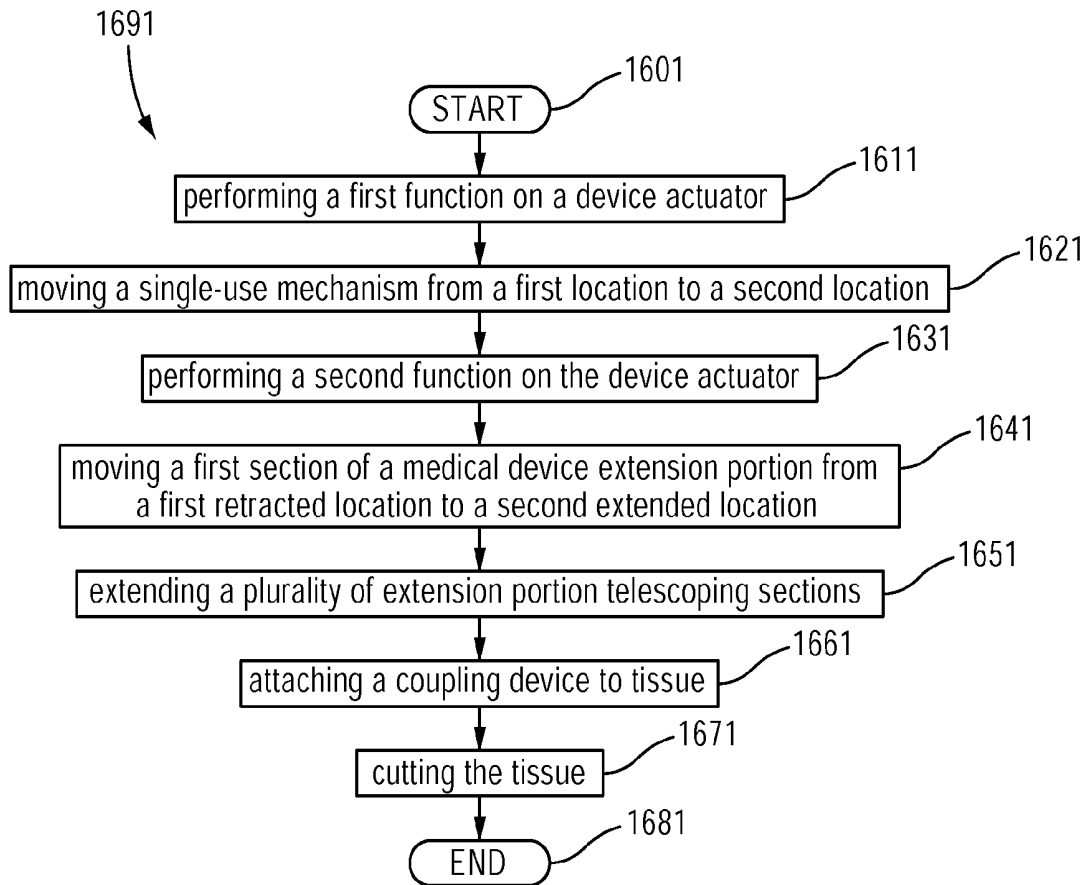 1691
1601
START
1611
performing a first function on a device actuator
1621
moving a single-use mechanism from a first location to a second location
1631
performing a second function on the device actuator
1641
moving a first section of a medical device extension portion from
a first retracted location to a second extended location
1651
extending a plurality of extension portion telescoping sections
1661
attaching a coupling device to tissue
1671
cutting the tissue
1681
END